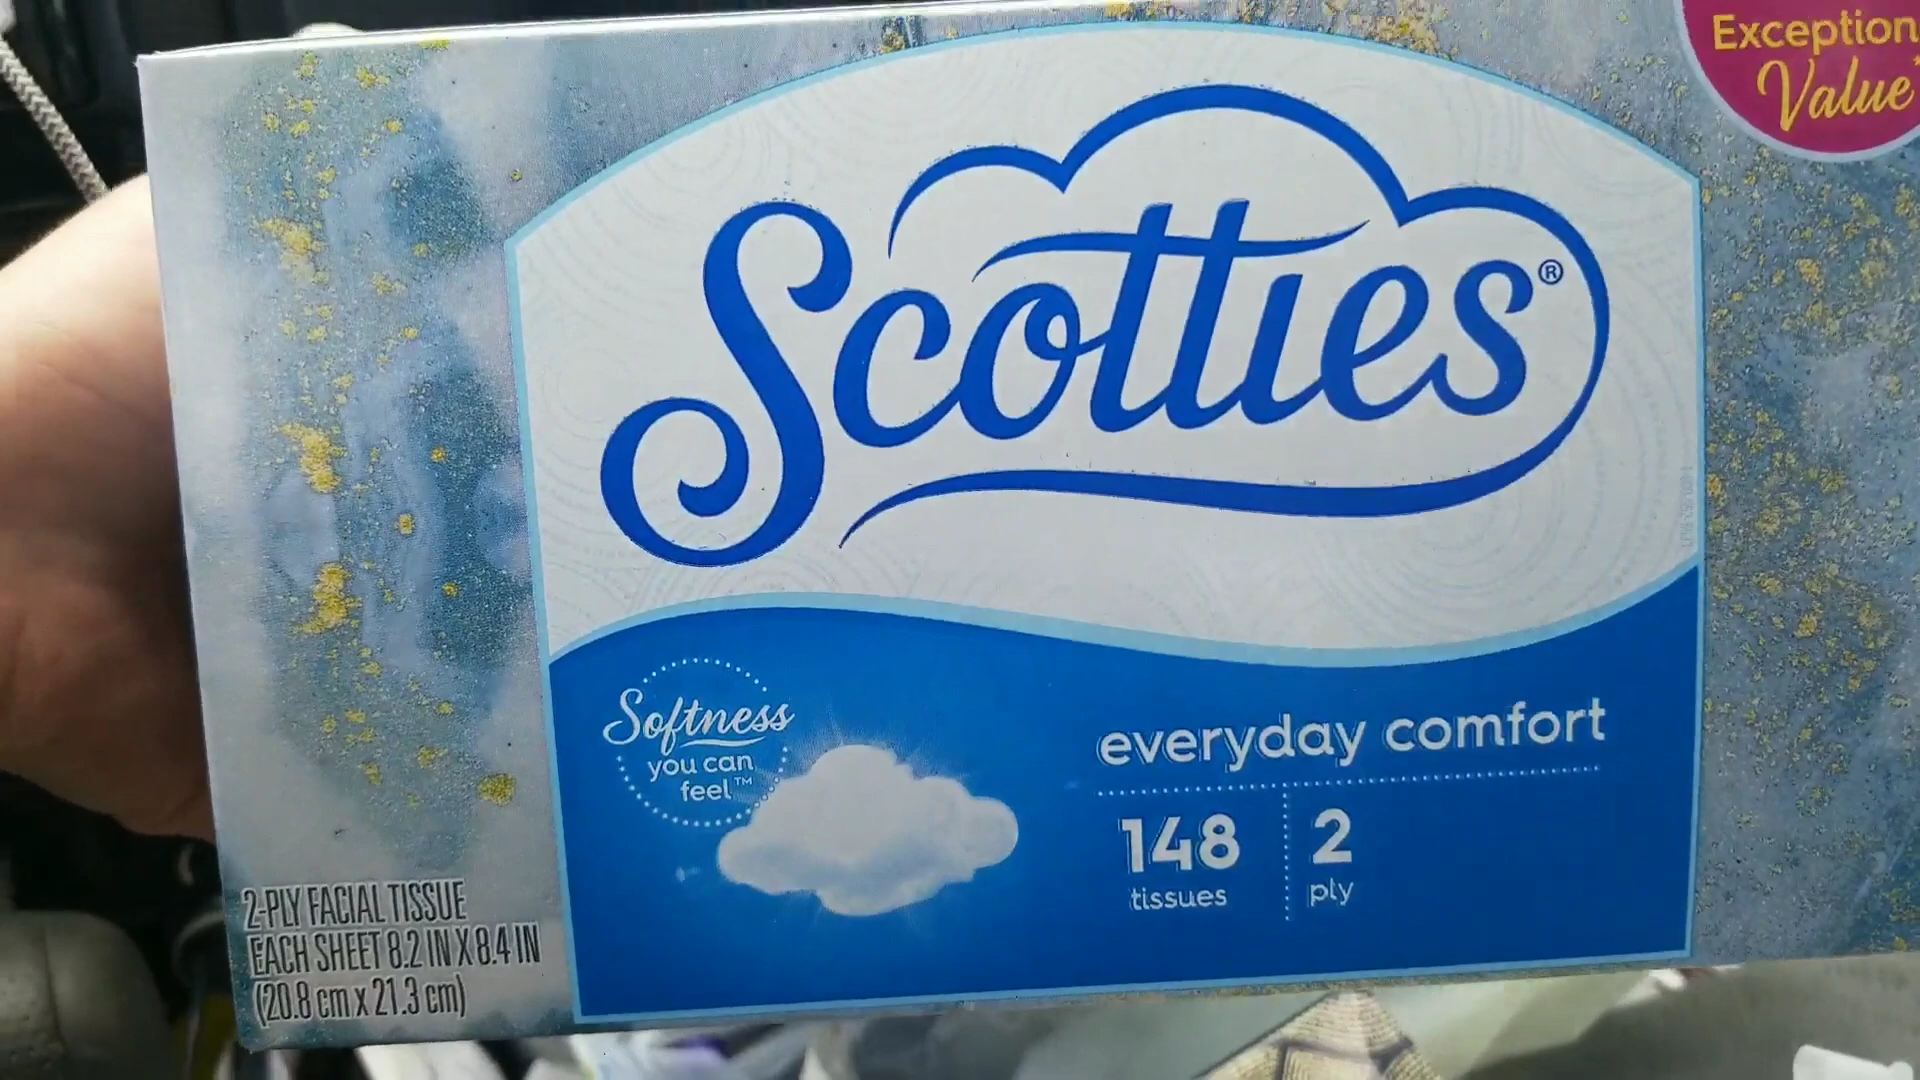 Exception
Value*
Scotties®
Softness
you can
feel™
everyday comfort
148
tissues
2
ply
2-PLY FACIAL TISSUE
EACH SHEET 8.2 IN X 8.4 IN
(20.8 cm x 21.3 cm)